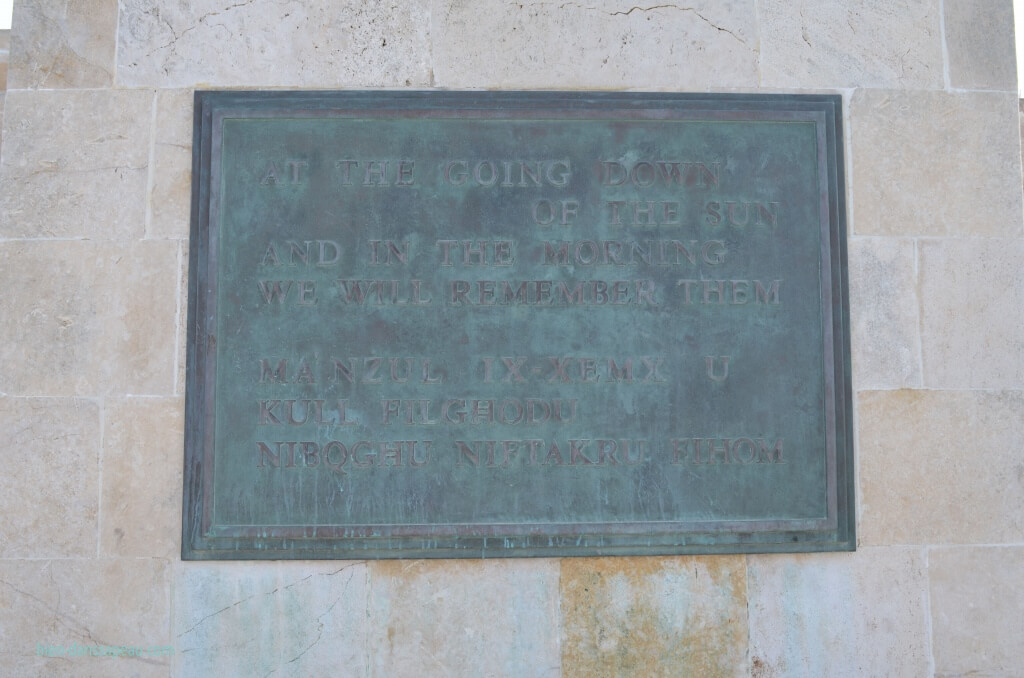 AT THE GOING DOWN
OF THE SUN
AND IN THE MORNING
WE WILL REMEMBER THEM
MANZUL IX-XEMX U
KULL FILGHODU
NIBQGHU NIFTAKRU FIHOM